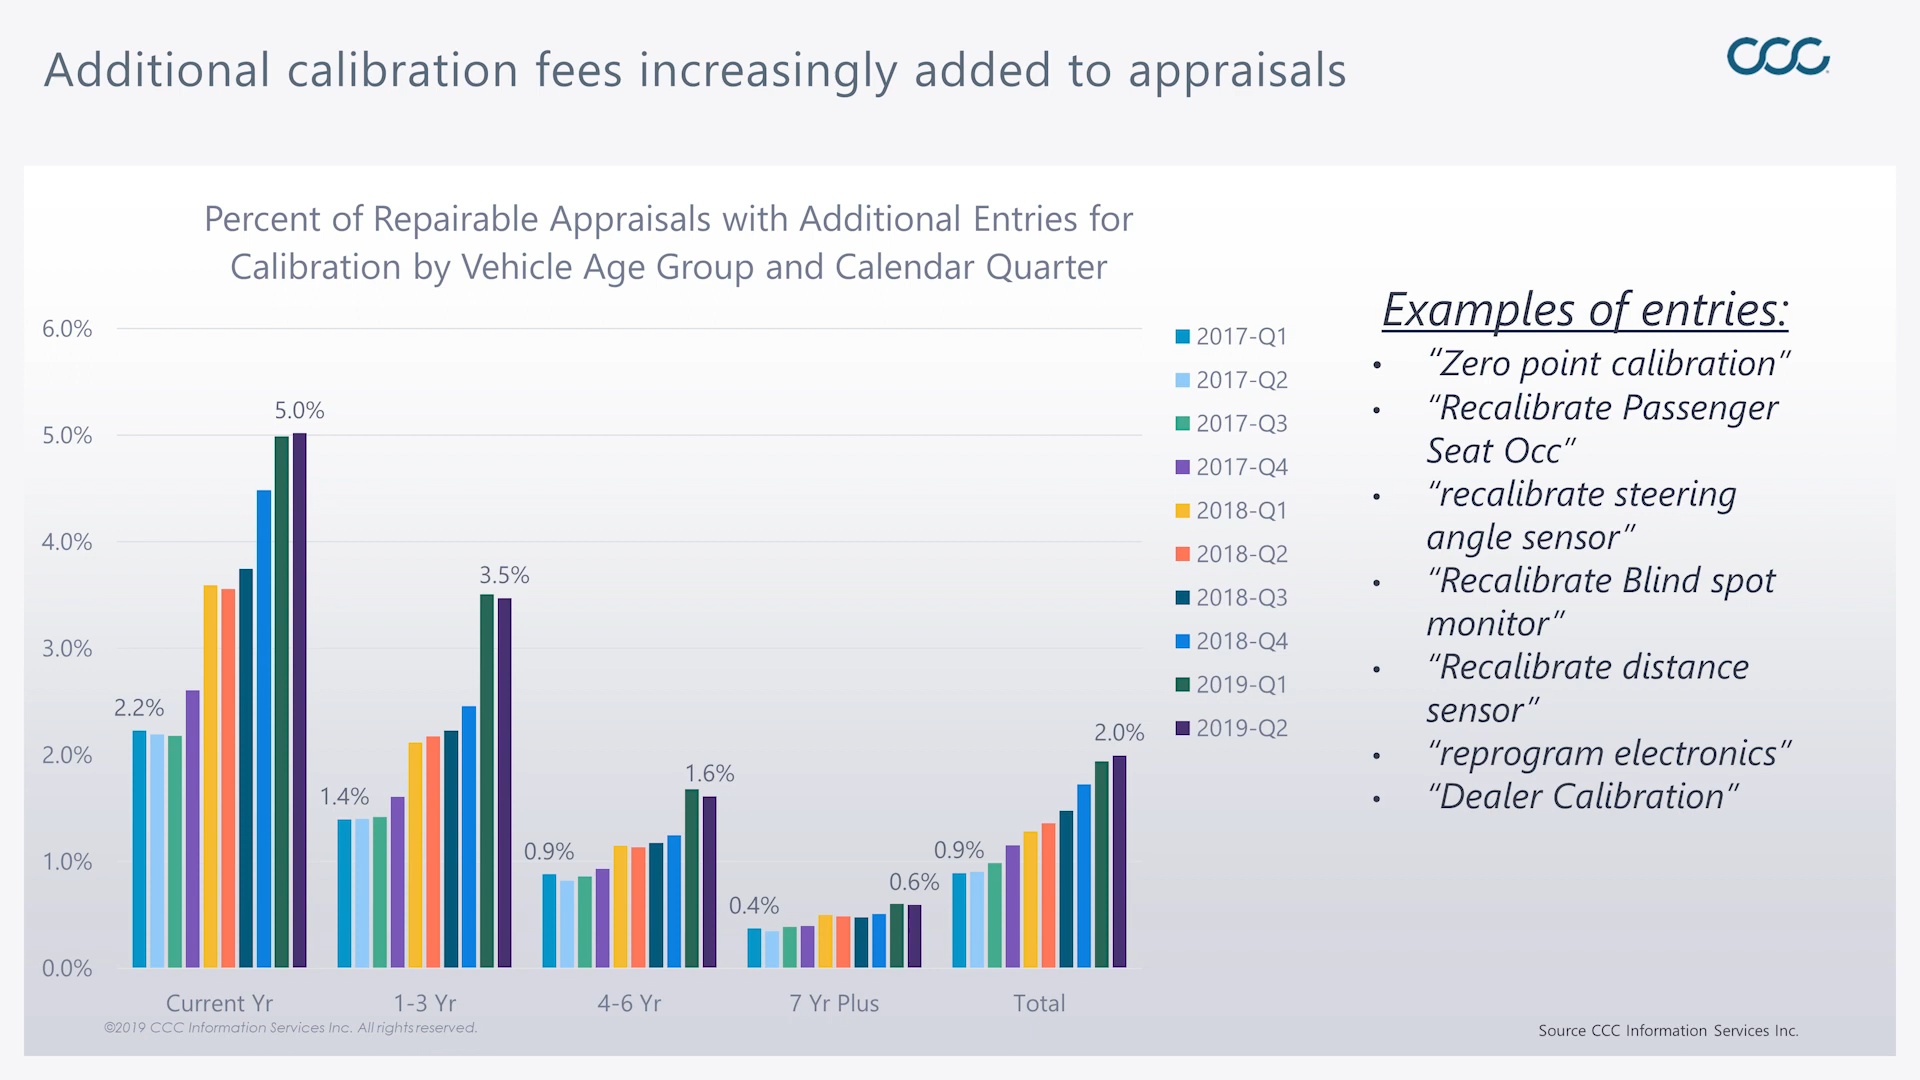 Additional calibration fees increasingly added to appraisals
CCC
Percent of Repairable Appraisals with Additional Entries for
Calibration by Vehicle Age Group and Calendar Quarter
6.0%
5.0%
4.0%
3.0%
2.0%
1.0%
0.0%
2.2%
5.0%
1.4%
3.5%
0.9%
1.6%
0.4%
0.6%
0.9%
2.0%
Current Yr
1-3 Yr
4-6 Yr
7 Yr Plus
Total
2017-Q1
2017-Q2
2017-Q3
2017-Q4
2018-Q1
2018-Q2
2018-Q3
2018-Q4
2019-Q1
2019-Q2
Examples of entries:
• “Zero point calibration”
• “Recalibrate Passenger
Seat Occ”
• “recalibrate steering
angle sensor”
• “Recalibrate Blind spot
monitor”
• “Recalibrate distance
sensor”
• “reprogram electronics”
• “Dealer Calibration”
©2019 CCC Information Services Inc. All rights reserved.
Source CCC Information Services Inc.